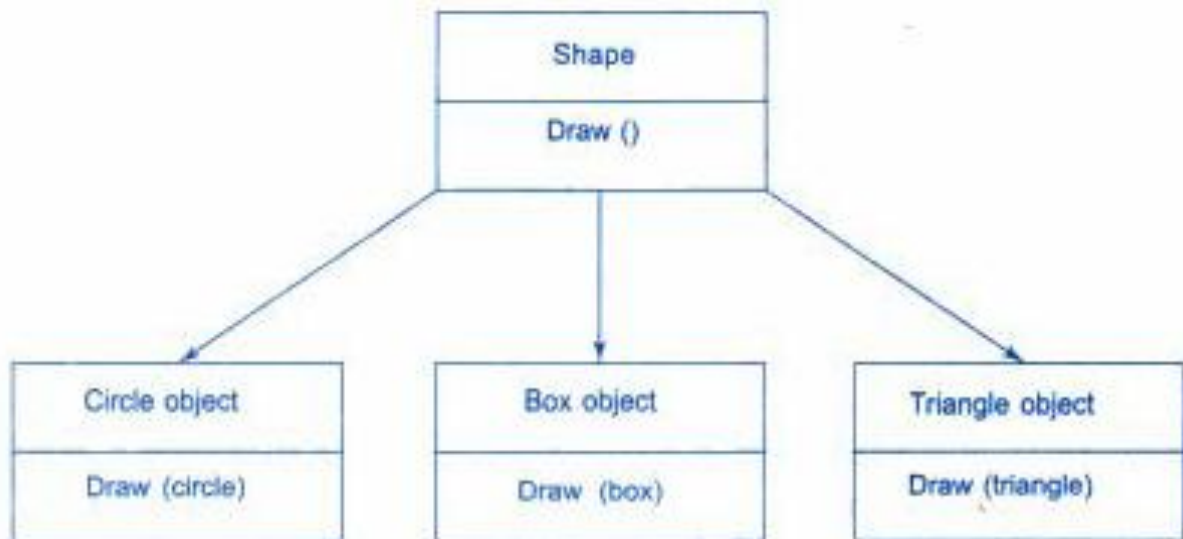 Shape
Draw ()
Circle object
Box object
Triangle object
Draw (circle)
Draw (box)
Draw (triangle)